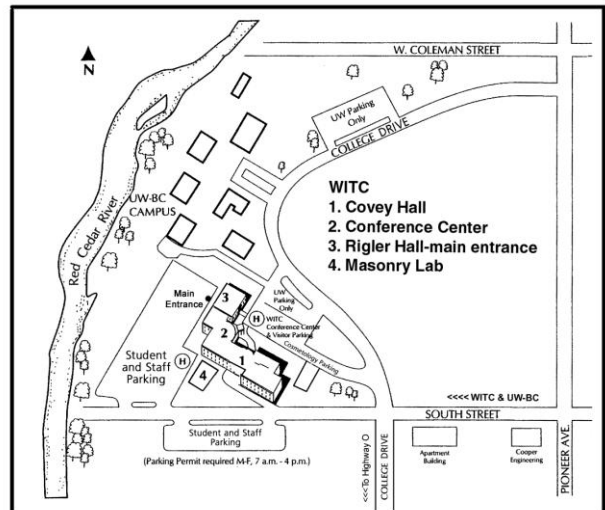 W. COLEMAN STREET
N
UW Parking
Only
COLLEGE DRIVE
WITC
1. Covey Hall
2. Conference Center
3. Rigler Hall-main entrance
4. Masonry Lab
UW-BC
CAMPUS
Red Cedar River
Main
Entrance
3
UW
Parking
Only
H
WITC
Conference Center
& Visitor Parking
2
Cosmetology Parking
Student
and Staff
Parking
H
1
4
<<<< WITC & UW-BC
SOUTH STREET
Student and Staff
Parking
(Parking Permit required M-F, 7 a.m. - 4 p.m.)
<<<To Highway O
COLLEGE DRIVE
Apartment
Building
Cooper
Engineering
PIONEER AVE.